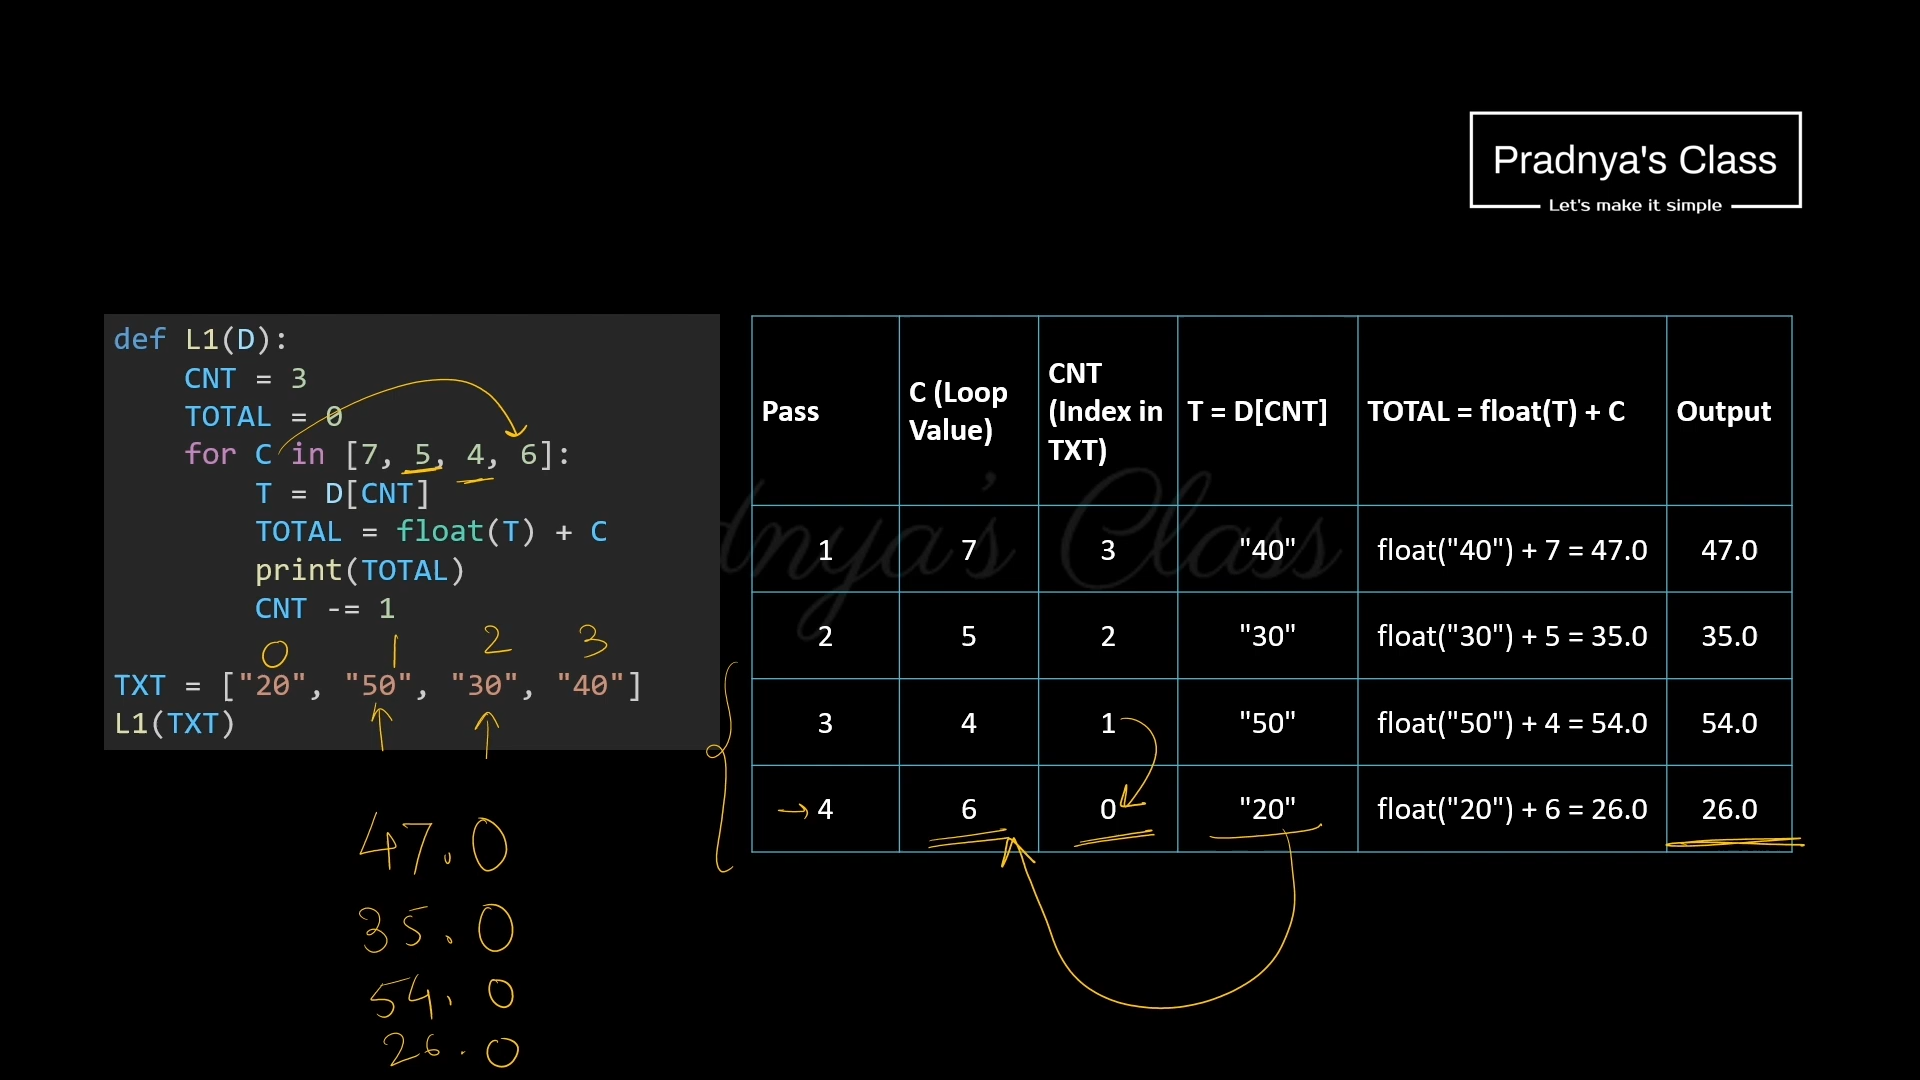 Pradnya's Class
Let's make it simple
def L1(D):
CNT = 3
TOTAL = 0
for C in [7, 5, 4, 6]:
T = D[CNT]
TOTAL = float(T) + C
print(TOTAL)
CNT -= 1
0 1 2 3
TXT = ["20", "50", "30", "40"]
L1(TXT)
47.0
35.0
54.0
26.0
Pass C (Loop Value) CNT (Index in TXT) T = D[CNT] TOTAL = float(T) + C Output
1 7 3 "40" float("40") + 7 = 47.0 47.0
2 5 2 "30" float("30") + 5 = 35.0 35.0
3 4 1 "50" float("50") + 4 = 54.0 54.0
4 6 0 "20" float("20") + 6 = 26.0 26.0
dnya's Class